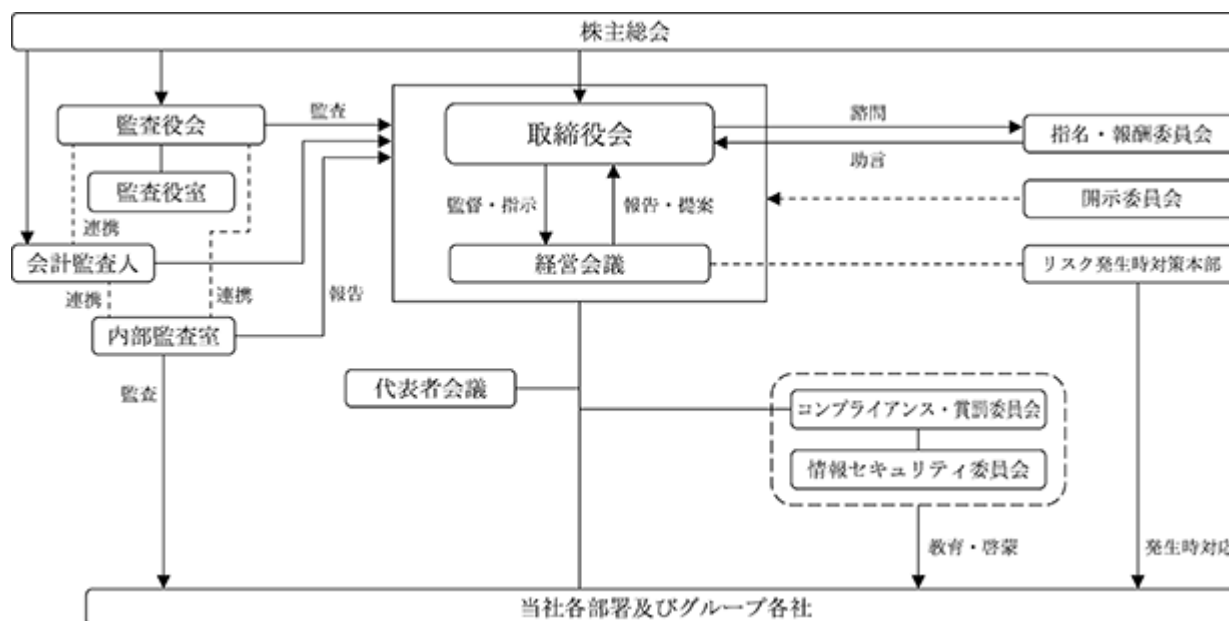 株主総会
監査役会
監査
取締役会
諮問
指名・報酬委員会
助言
監査役室
監督・指示
報告・提案
開示委員会
連携
会計監査人
経営会議
リスク発生時対策本部
連携
連携
報告
内部監査室
監査
代表者会議
コンプライアンス・賞罰委員会
情報セキュリティ委員会
教育・啓蒙
発生時対応
当社各部署及びグループ各社